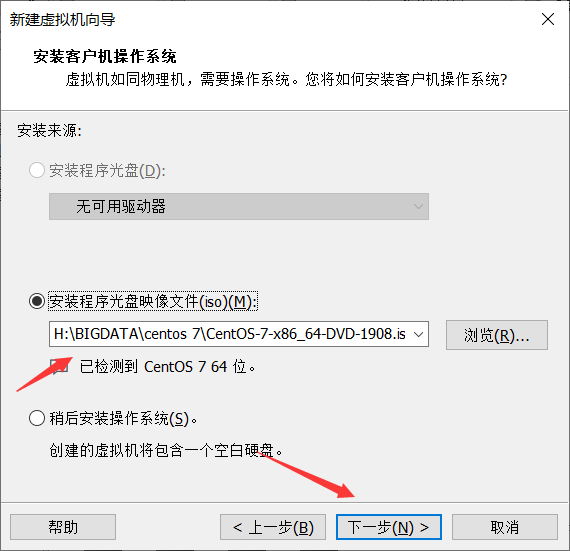 新建虚拟机向导
安装客户机操作系统
虚拟机如同物理机，需要操作系统。您将如何安装客户机操作系统?
安装来源:
安装程序光盘(D):
无可用驱动器
安装程序光盘映像文件(iso)(M):
H:\BIGDATA\centos 7\CentOS-7-x86_64-DVD-1908.is
浏览(R)...
已检测到 CentOS 7 64 位。
稍后安装操作系统(S)。
创建的虚拟机将包含一个空白硬盘。
帮助
< 上一步(B)
下一步(N) >
取消